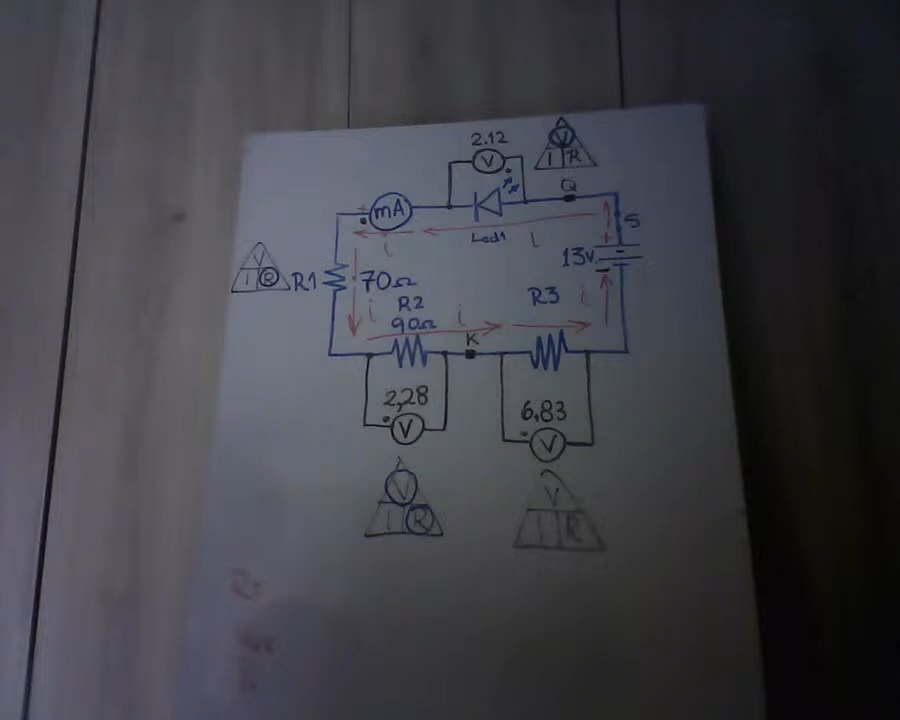 2.12
V
V
I R
Q
+
mA
S
Led1
i
i
+
13v.
-
V
I R
R1
70Ω
i
R2
90Ω
i
R3
i
K
2,28
V
6,83
V
V
I R
V
I R